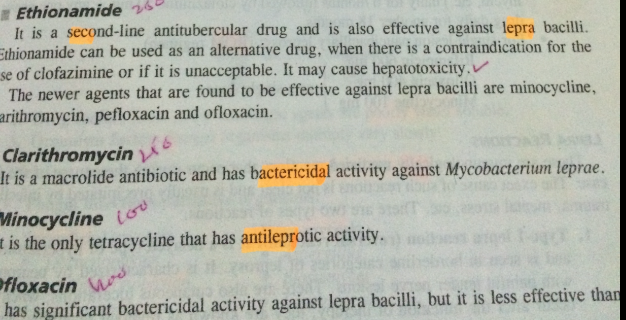 Ethionamide 250
It is a second-line antitubercular drug and is also effective against lepra bacilli.
Ethionamide can be used as an alternative drug, when there is a contraindication for the
se of clofazimine or if it is unacceptable. It may cause hepatotoxicity.
The newer agents that are found to be effective against lepra bacilli are minocycline,
arithromycin, pefloxacin and ofloxacin.
Clarithromycin
It is a macrolide antibiotic and has bactericidal activity against Mycobacterium leprae.
Minocycline 100
t is the only tetracycline that has antileprotic activity.
Ofloxacin
has significant bactericidal activity against lepra bacilli, but it is less effective than